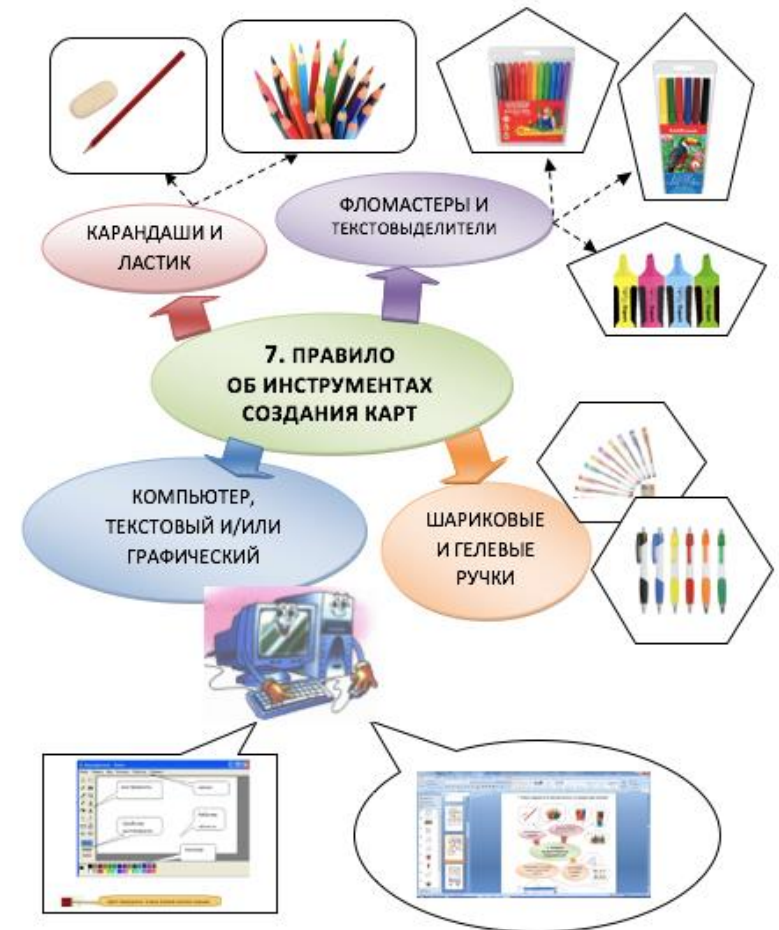 КАРАНДАШИ И
ЛАСТИК
ФЛОМАСТЕРЫ И
ТЕКСТОВЫДЕЛИТЕЛИ
7. ПРАВИЛО
ОБ ИНСТРУМЕНТАХ
СОЗДАНИЯ КАРТ
КОМПЬЮТЕР,
ТЕКСТОВЫЙ И/ИЛИ
ГРАФИЧЕСКИЙ
ШАРИКОВЫЕ
И ГЕЛЕВЫЕ
РУЧКИ